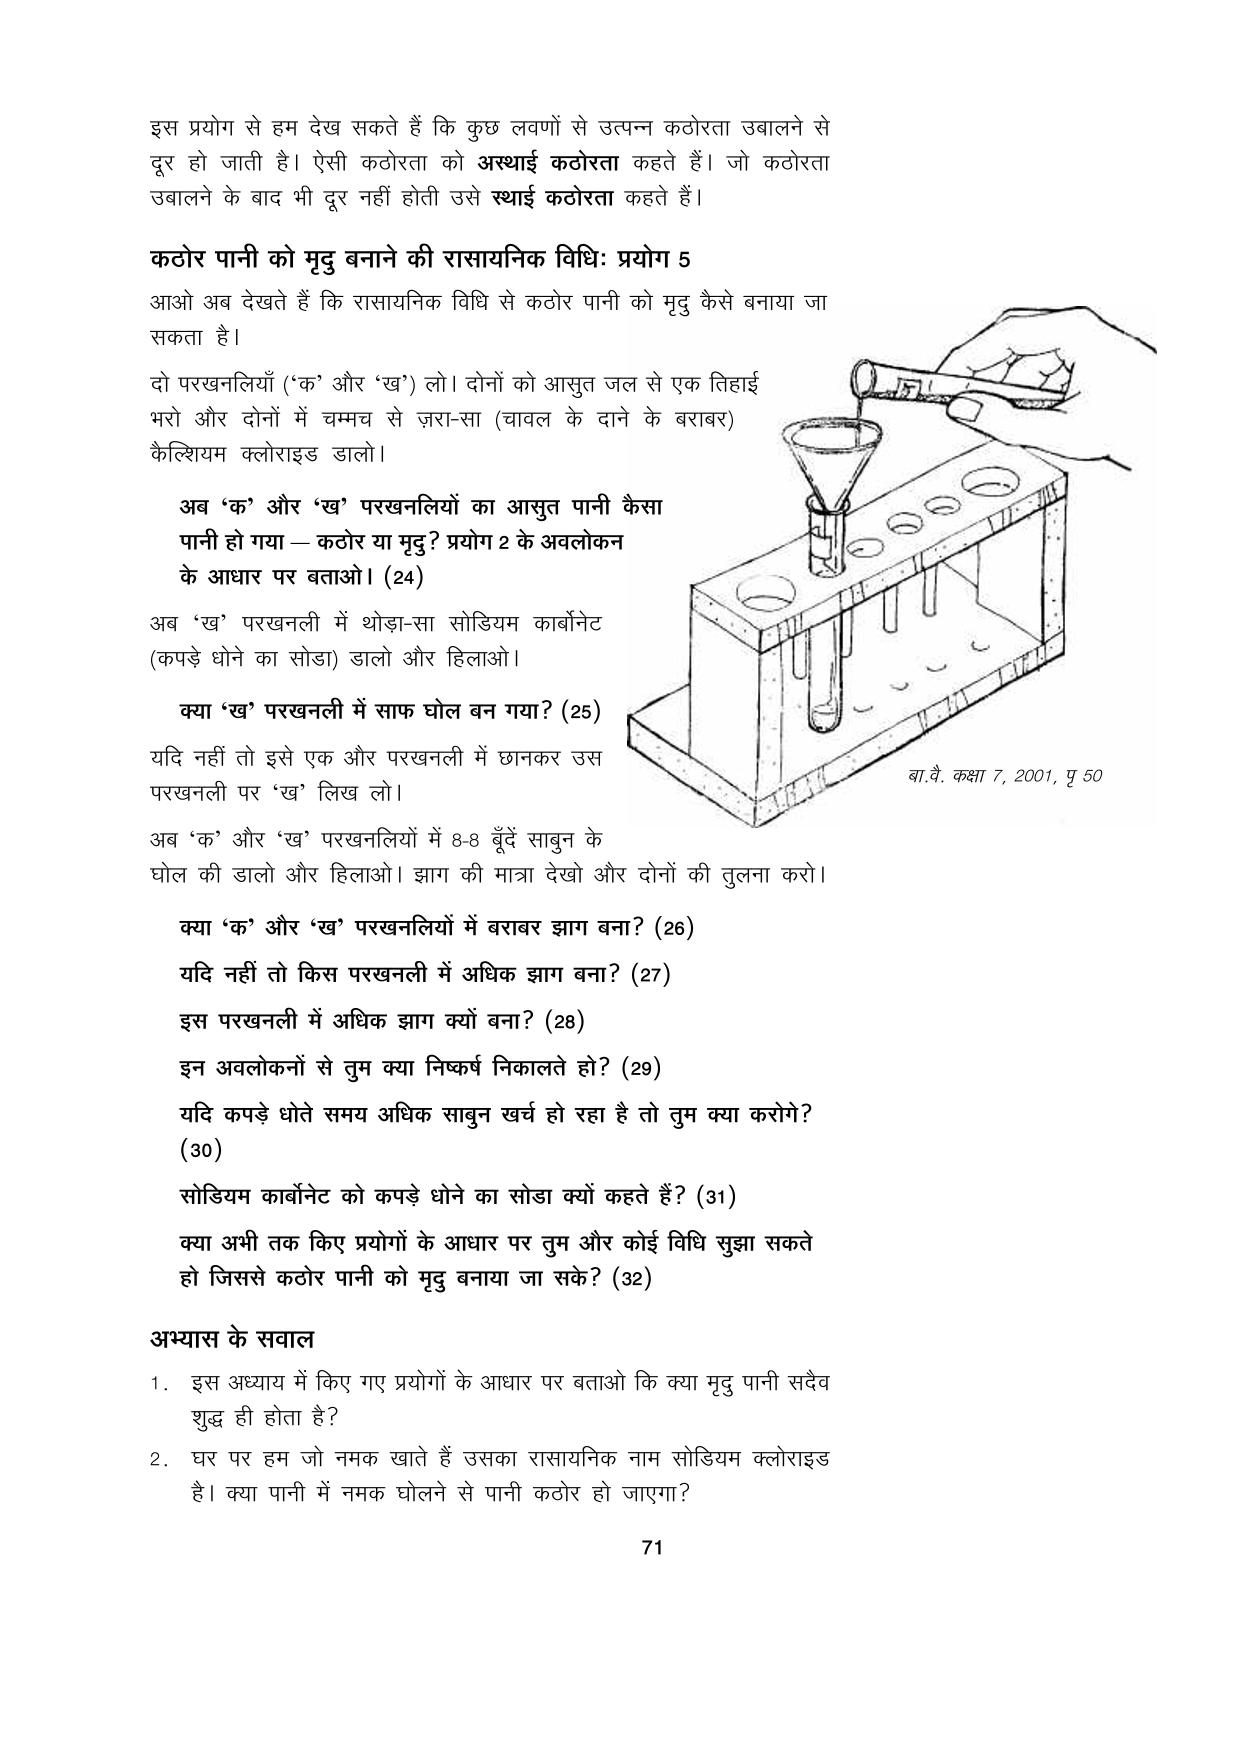 इस प्रयोग से हम देख सकते हैं कि कुछ लवणों से उत्पन्न कठोरता उबालने से
दूर हो जाती है। ऐसी कठोरता को अस्थाई कठोरता कहते हैं। जो कठोरता
उबालने के बाद भी दूर नहीं होती उसे स्थाई कठोरता कहते हैं।
कठोर पानी को मृदु बनाने की रासायनिक विधिः प्रयोग 5
आओ अब देखते हैं कि रासायनिक विधि से कठोर पानी को मृदु कैसे बनाया जा
सकता है।
दो परखनलियाँ (‘क’ और ‘ख’) लो। दोनों को आसुत जल से एक तिहाई
भरो और दोनों में चम्मच से ज़रा-सा (चावल के दाने के बराबर)
कैल्शियम क्लोराइड डालो।
अब ‘क’ और ‘ख’ परखनलियों का आसुत पानी कैसा
पानी हो गया — कठोर या मृदु? प्रयोग 2 के अवलोकन
के आधार पर बताओ। (24)
अब ‘ख’ परखनली में थोड़ा-सा सोडियम कार्बोनेट
(कपड़े धोने का सोडा) डालो और हिलाओ।
क्या ‘ख’ परखनली में साफ घोल बन गया? (25)
यदि नहीं तो इसे एक और परखनली में छानकर उस
परखनली पर ‘ख’ लिख लो।
बा.वै. कक्षा 7, 2001, पृ 50
अब ‘क’ और ‘ख’ परखनलियों में 8-8 बूँदें साबुन के
घोल की डालो और हिलाओ। झाग की मात्रा देखो और दोनों की तुलना करो।
क्या ‘क’ और ‘ख’ परखनलियों में बराबर झाग बना? (26)
यदि नहीं तो किस परखनली में अधिक झाग बना? (27)
इस परखनली में अधिक झाग क्यों बना? (28)
इन अवलोकनों से तुम क्या निष्कर्ष निकालते हो? (29)
यदि कपड़े धोते समय अधिक साबुन खर्च हो रहा है तो तुम क्या करोगे?
(30)
सोडियम कार्बोनेट को कपड़े धोने का सोडा क्यों कहते हैं? (31)
क्या अभी तक किए प्रयोगों के आधार पर तुम और कोई विधि सुझा सकते
हो जिससे कठोर पानी को मृदु बनाया जा सके? (32)
अभ्यास के सवाल
1. इस अध्याय में किए गए प्रयोगों के आधार पर बताओ कि क्या मृदु पानी सदैव
शुद्ध ही होता है?
2. घर पर हम जो नमक खाते हैं उसका रासायनिक नाम सोडियम क्लोराइड
है। क्या पानी में नमक घोलने से पानी कठोर हो जाएगा?
71